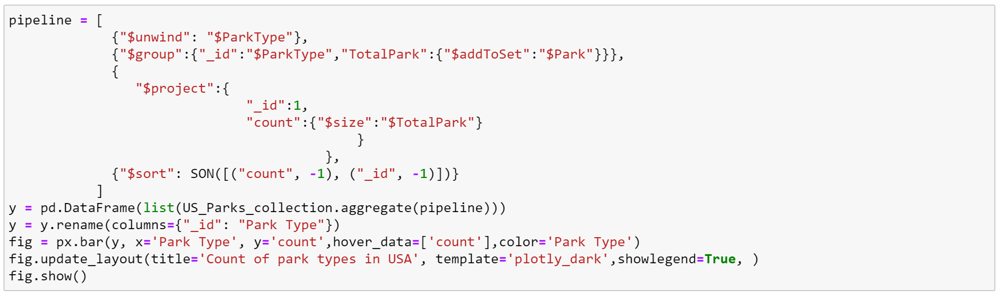 pipeline = [
             {"$unwind": "$ParkType"},
             {"$group":{"_id":"$ParkType","TotalPark":{"$addToSet":"$Park"}}},
             {
                "$project":{
                              "_id":1,
                              "count":{"$size":"$TotalPark"}
                                            }
                                        },
             {"$sort": SON([("count", -1), ("_id", -1)])}
           ]
y = pd.DataFrame(list(US_Parks_collection.aggregate(pipeline)))
y = y.rename(columns={"_id": "Park Type"})
fig = px.bar(y, x='Park Type', y='count',hover_data=['count'],color='Park Type')
fig.update_layout(title='Count of park types in USA', template='plotly_dark',showlegend=True, )
fig.show()